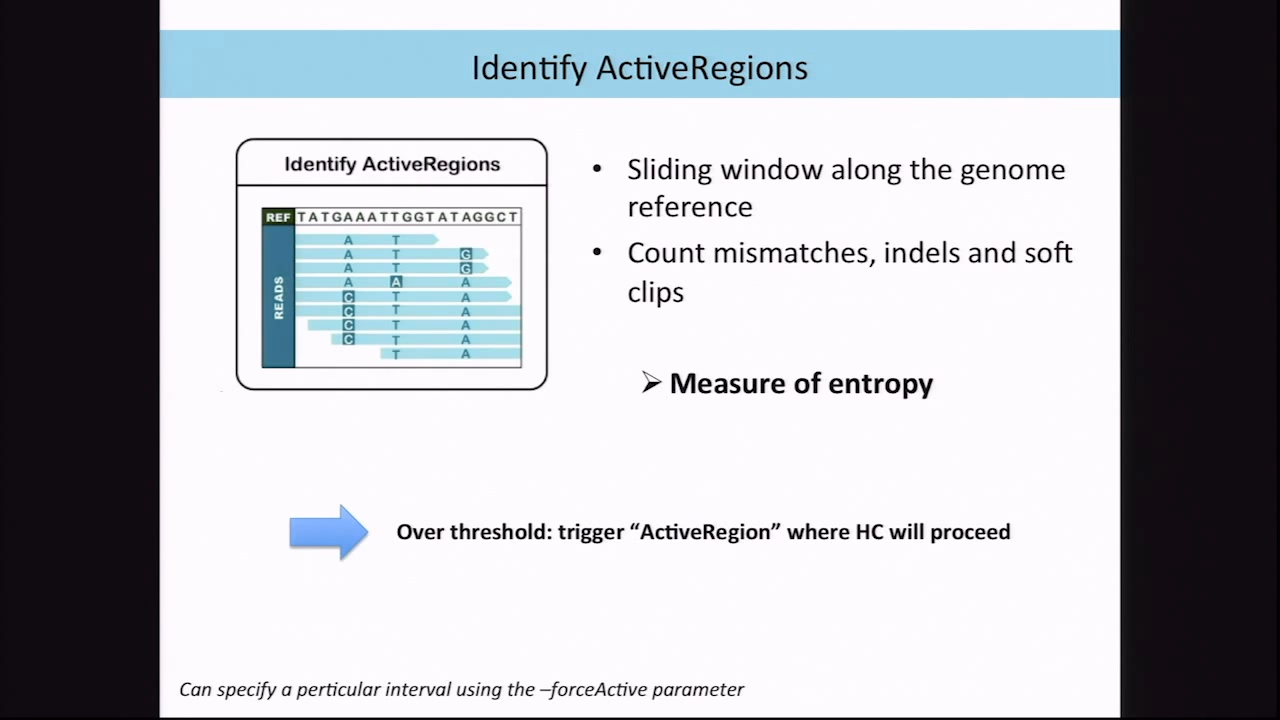 Identify ActiveRegions
Identify ActiveRegions
REF TATGAAATTGGTATAGGCT
READS
A T
A T G
A T G
A A A
C T A
C T A
C T A
C T A
T A
• Sliding window along the genome
reference
• Count mismatches, indels and soft
clips
➢ Measure of entropy
Over threshold: trigger “ActiveRegion” where HC will proceed
Can specify a perticular interval using the –forceActive parameter